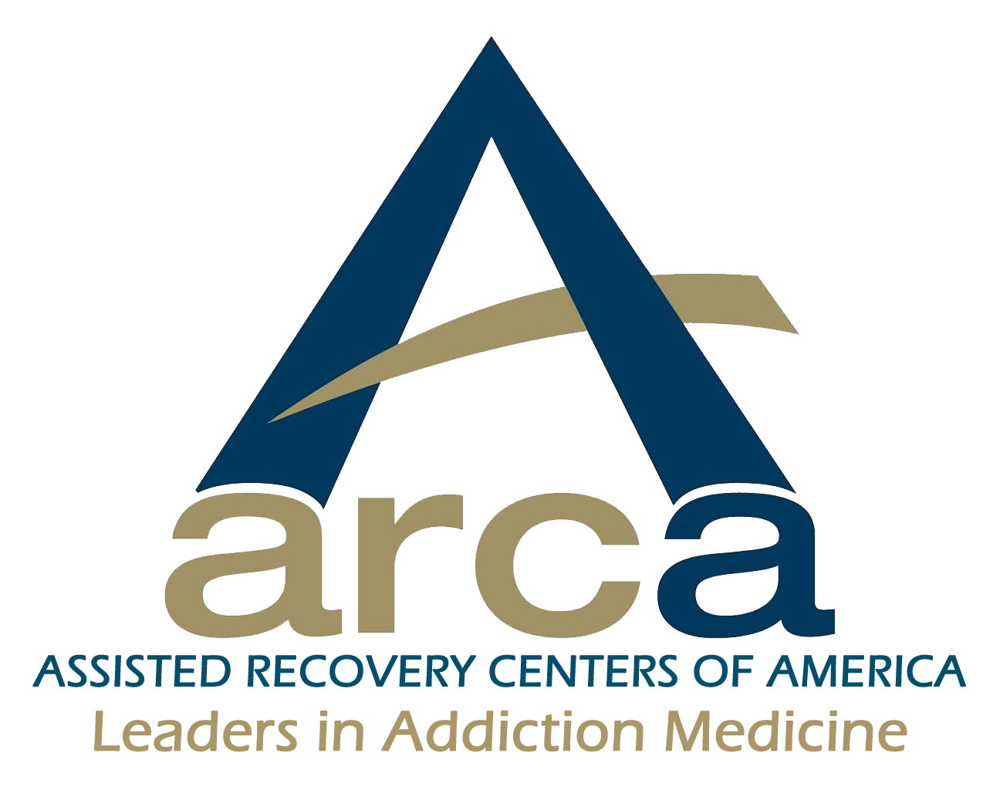 A
arca
ASSISTED RECOVERY CENTERS OF AMERICA
Leaders in Addiction Medicine